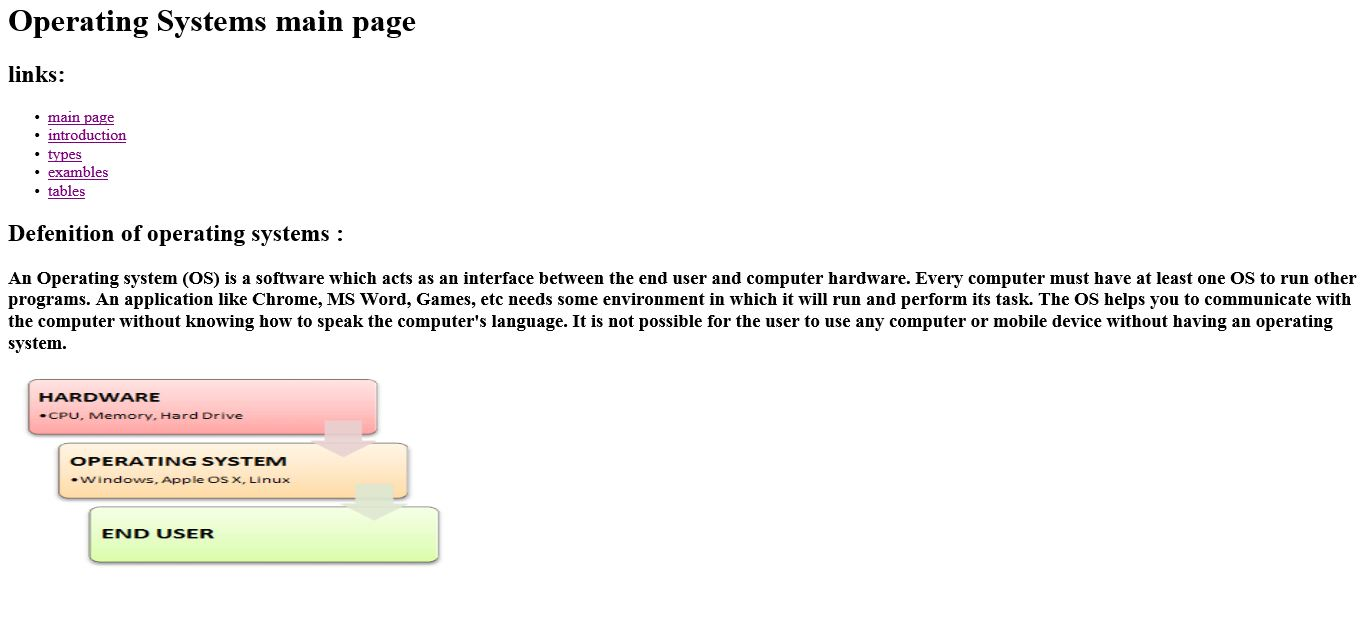 Operating Systems main page
links:
• main page
• introduction
• types
• exambles
• tables
Defenition of operating systems :
An Operating system (OS) is a software which acts as an interface between the end user and computer hardware. Every computer must have at least one OS to run other
programs. An application like Chrome, MS Word, Games, etc needs some environment in which it will run and perform its task. The OS helps you to communicate with
the computer without knowing how to speak the computer's language. It is not possible for the user to use any computer or mobile device without having an operating
system.
HARDWARE
•CPU, Memory, Hard Drive
OPERATING SYSTEM
•Windows, Apple OS X, Linux
END USER